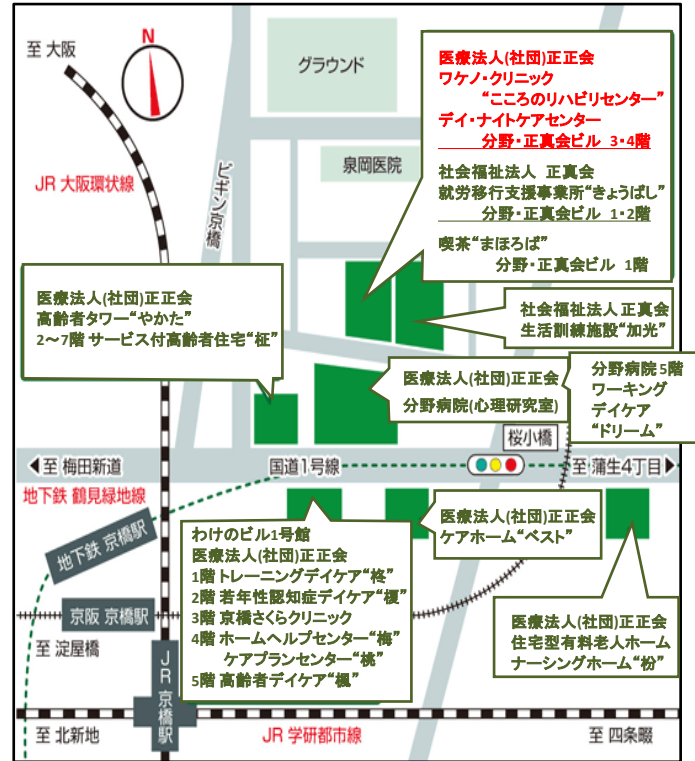 N
至 大阪
グラウンド
JR 大阪環状線
ビギン京橋
泉岡医院
医療法人(社団)正正会
ワケノ・クリニック
“こころのリハビリセンター”
デイ・ナイトケアセンター
分野・正真会ビル 3・4階
社会福祉法人 正真会
就労移行支援事業所“きょうばし”
分野・正真会ビル 1・2階
喫茶“まほろば”
分野・正真会ビル 1階
医療法人(社団)正正会
高齢者タワー“やかた”
2～7階 サービス付高齢者住宅“柾”
社会福祉法人 正真会
生活訓練施設“加光”
医療法人(社団)正正会
分野病院(心理研究室)
分野病院 5階
ワーキング
デイケア
“ドリーム”
桜小橋
◀至 梅田新道
国道1号線
至 蒲生4丁目▶
地下鉄 鶴見緑地線
地下鉄 京橋駅
わけのビル1号館
医療法人(社団)正正会
1階 トレーニングデイケア“柊”
2階 若年性認知症デイケア“榎”
3階 京橋さくらクリニック
4階 ホームヘルプセンター“梅”
ケアプランセンター“桃”
5階 高齢者デイケア“楓”
医療法人(社団)正正会
ケアホーム“ベスト”
医療法人(社団)正正会
住宅型有料老人ホーム
ナーシングホーム“枌”
京阪 京橋駅
至 淀屋橋
JR 京橋駅
至 北新地
JR 学研都市線
至 四条畷